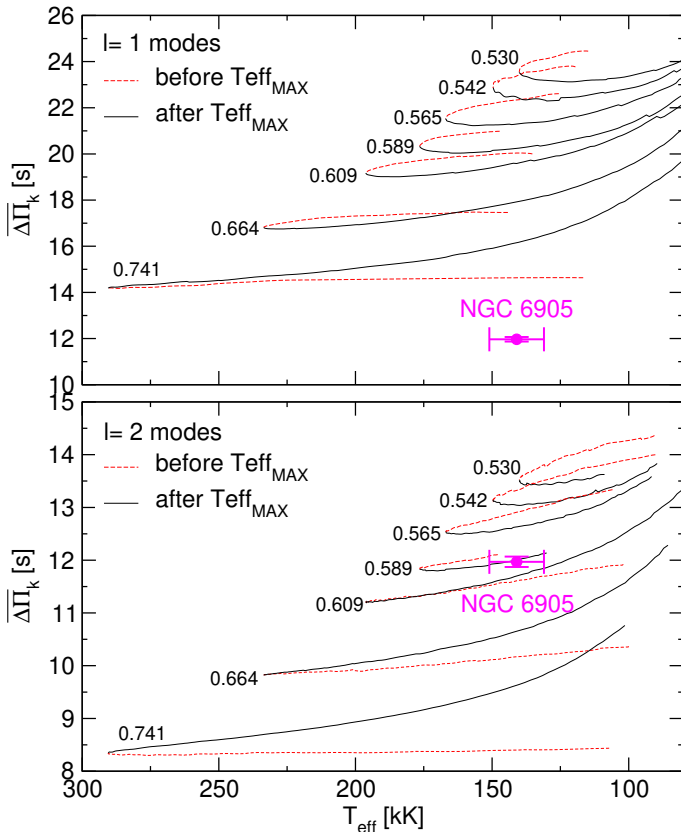 26
24
22
20
18
16
14
12
10
l= 1 modes
before Teff_MAX
after Teff_MAX
0.530
0.542
0.565
0.589
0.609
0.664
0.741
NGC 6905
ΔΠ_k [s]
15
14
13
12
11
10
9
8
l= 2 modes
before Teff_MAX
after Teff_MAX
0.530
0.542
0.565
0.589
0.609
0.664
0.741
NGC 6905
ΔΠ_k [s]
300 250 200 150 100
T_eff [kK]